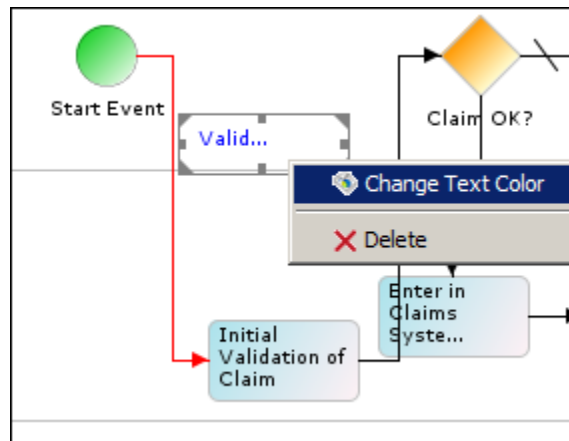 Start Event
Claim OK?
Valid...
Change Text Color
Delete
Enter in
Claims
Syste...
Initial
Validation of
Claim